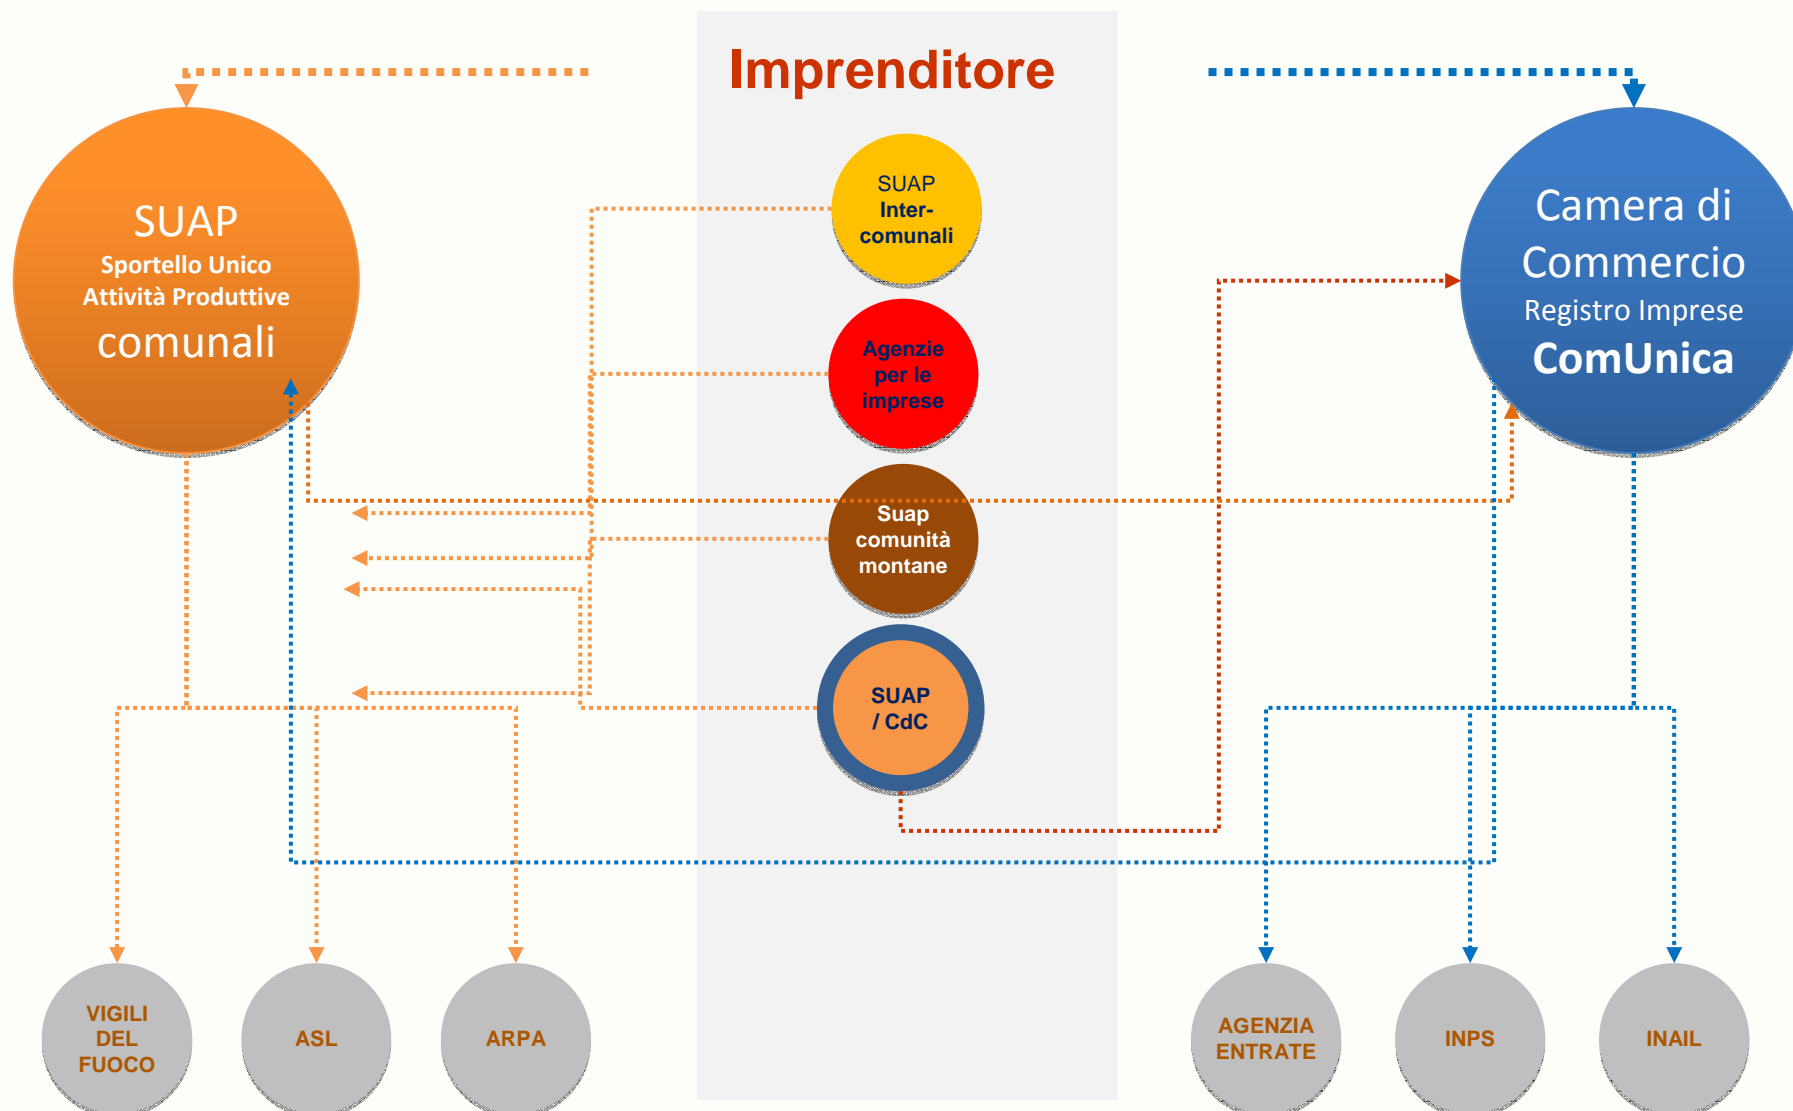 Imprenditore
SUAP
Sportello Unico
Attività Produttive
comunali
SUAP
Inter-
comunali
Agenzie
per le
imprese
Suap
comunità
montane
SUAP
/ CdC
Camera di
Commercio
Registro Imprese
ComUnica
VIGILI
DEL
FUOCO
ASL
ARPA
AGENZIA
ENTRATE
INPS
INAIL